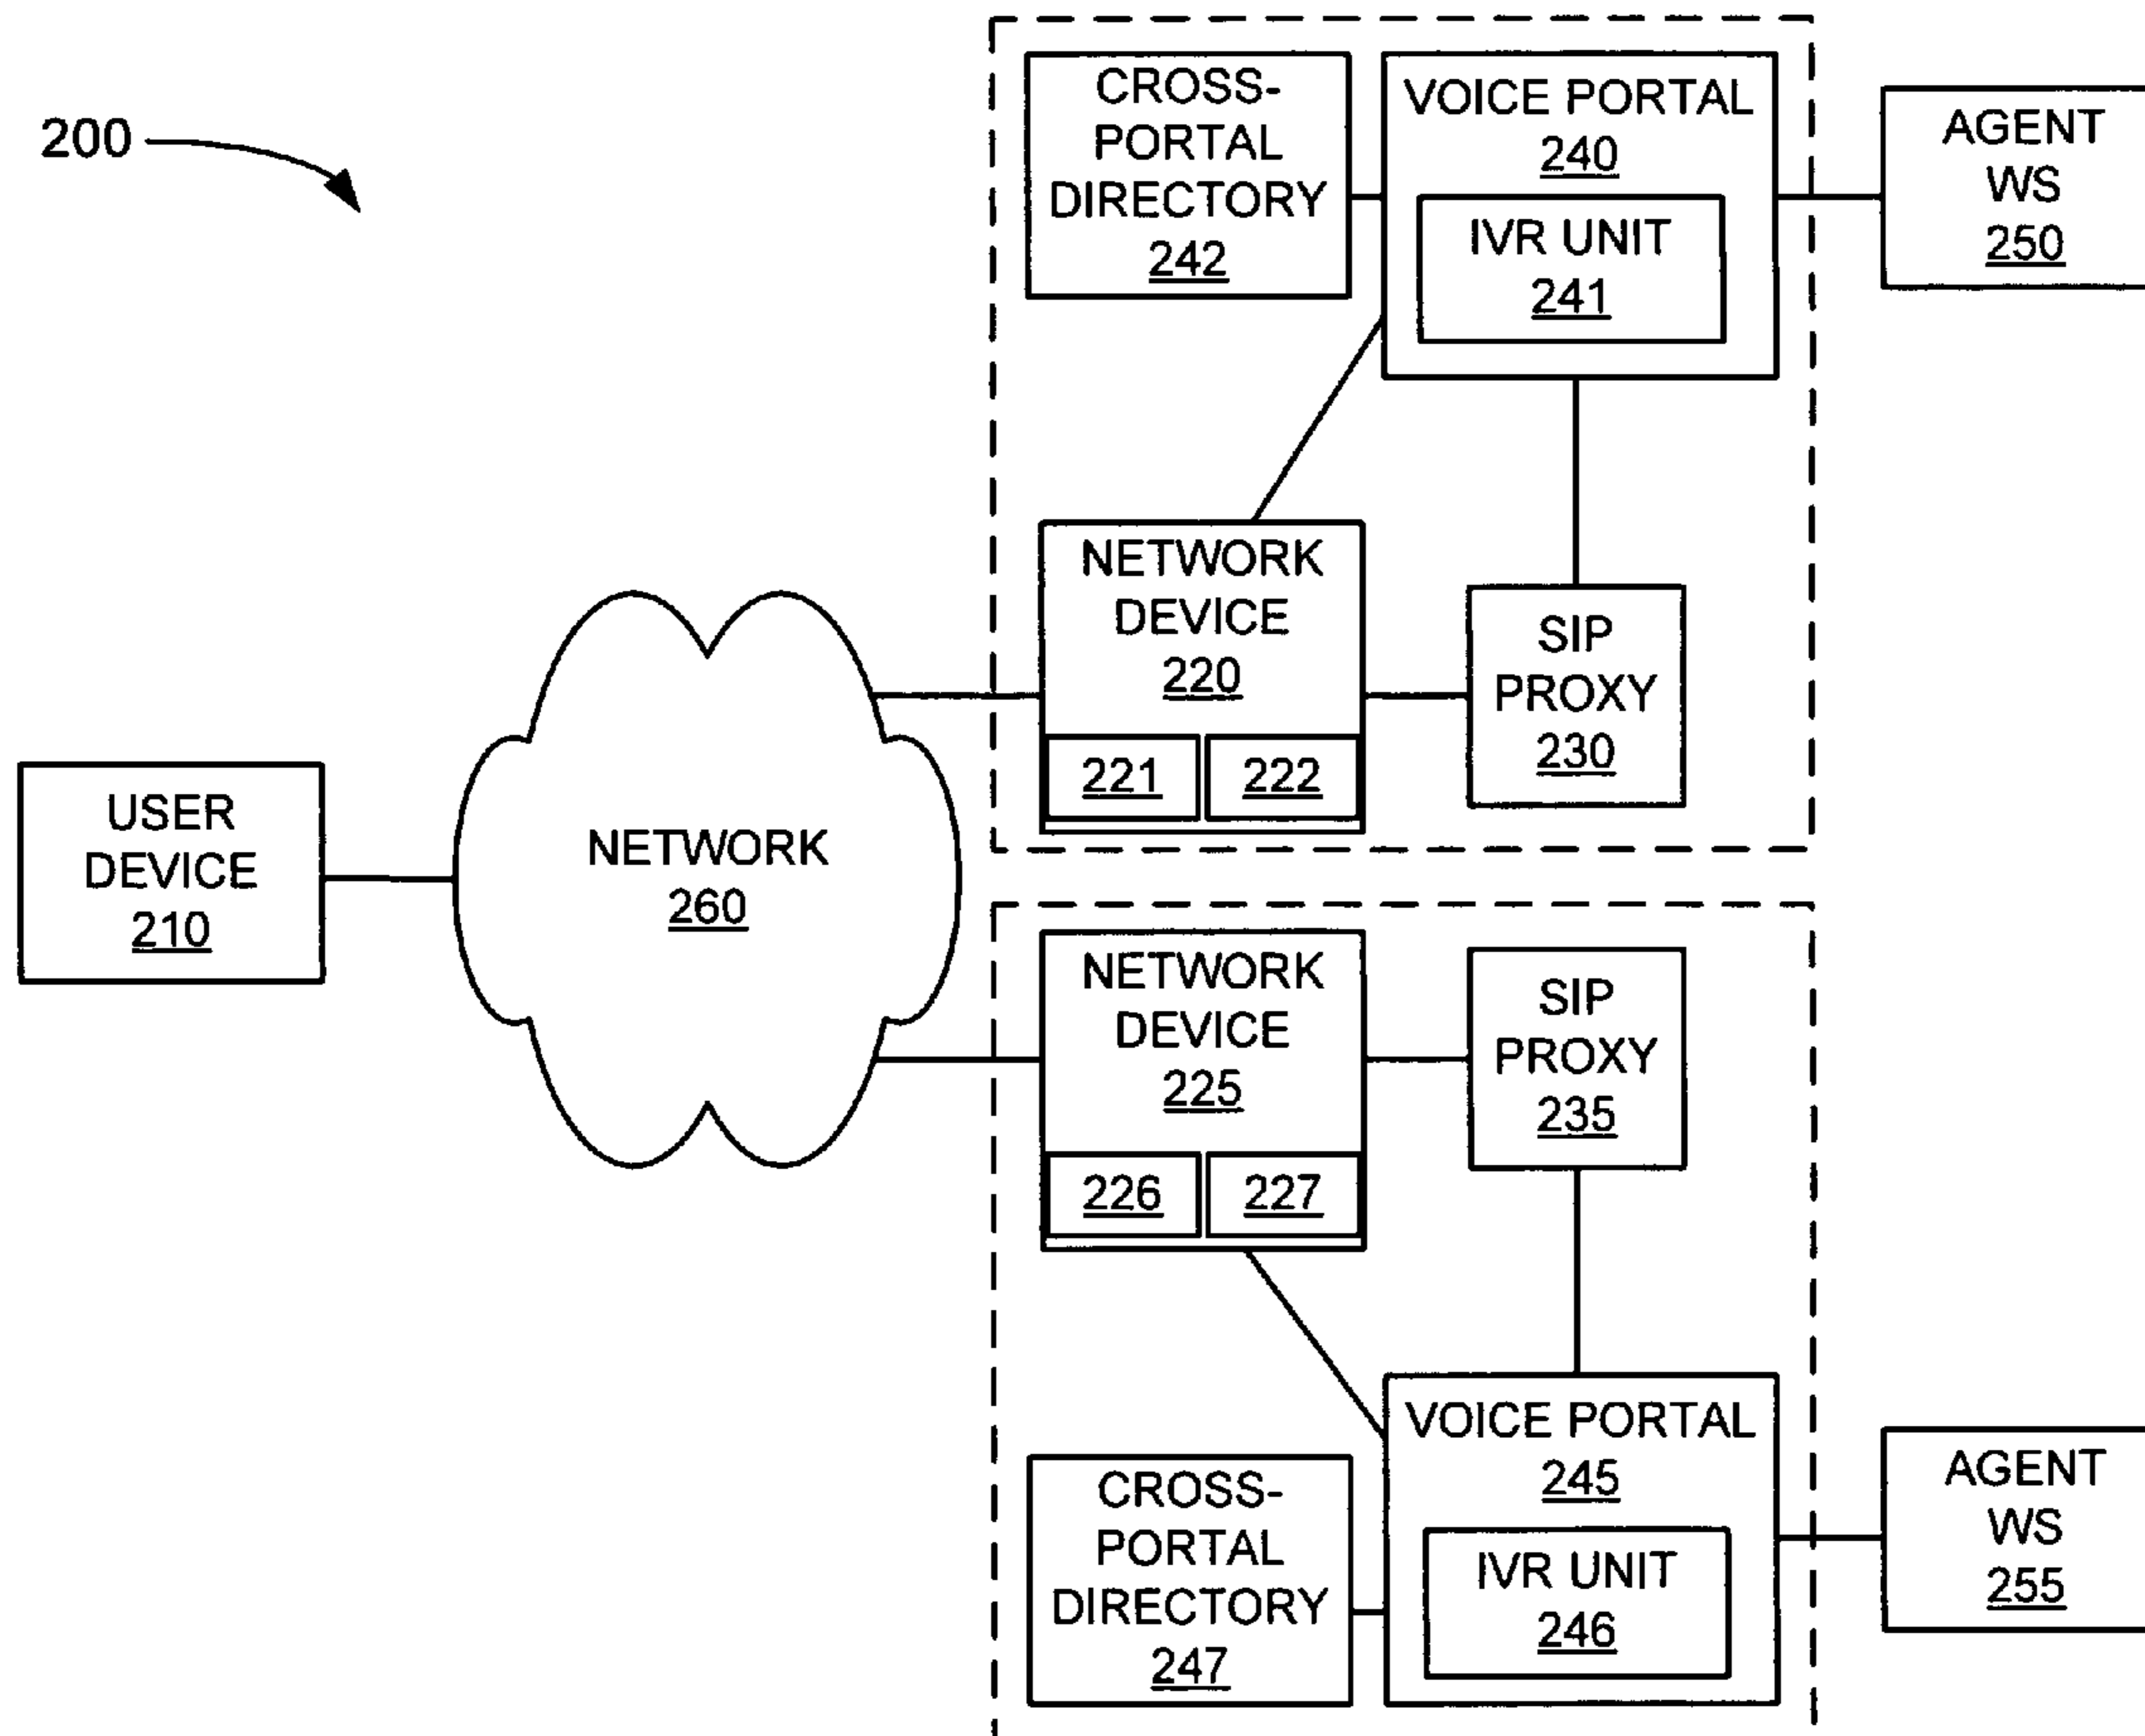 200
CROSS-
PORTAL
DIRECTORY
242
VOICE PORTAL
240
IVR UNIT
241
AGENT
WS
250
NETWORK
DEVICE
220
221
222
SIP
PROXY
230
USER
DEVICE
210
NETWORK
260
NETWORK
DEVICE
225
226
227
SIP
PROXY
235
CROSS-
PORTAL
DIRECTORY
247
VOICE PORTAL
245
IVR UNIT
246
AGENT
WS
255